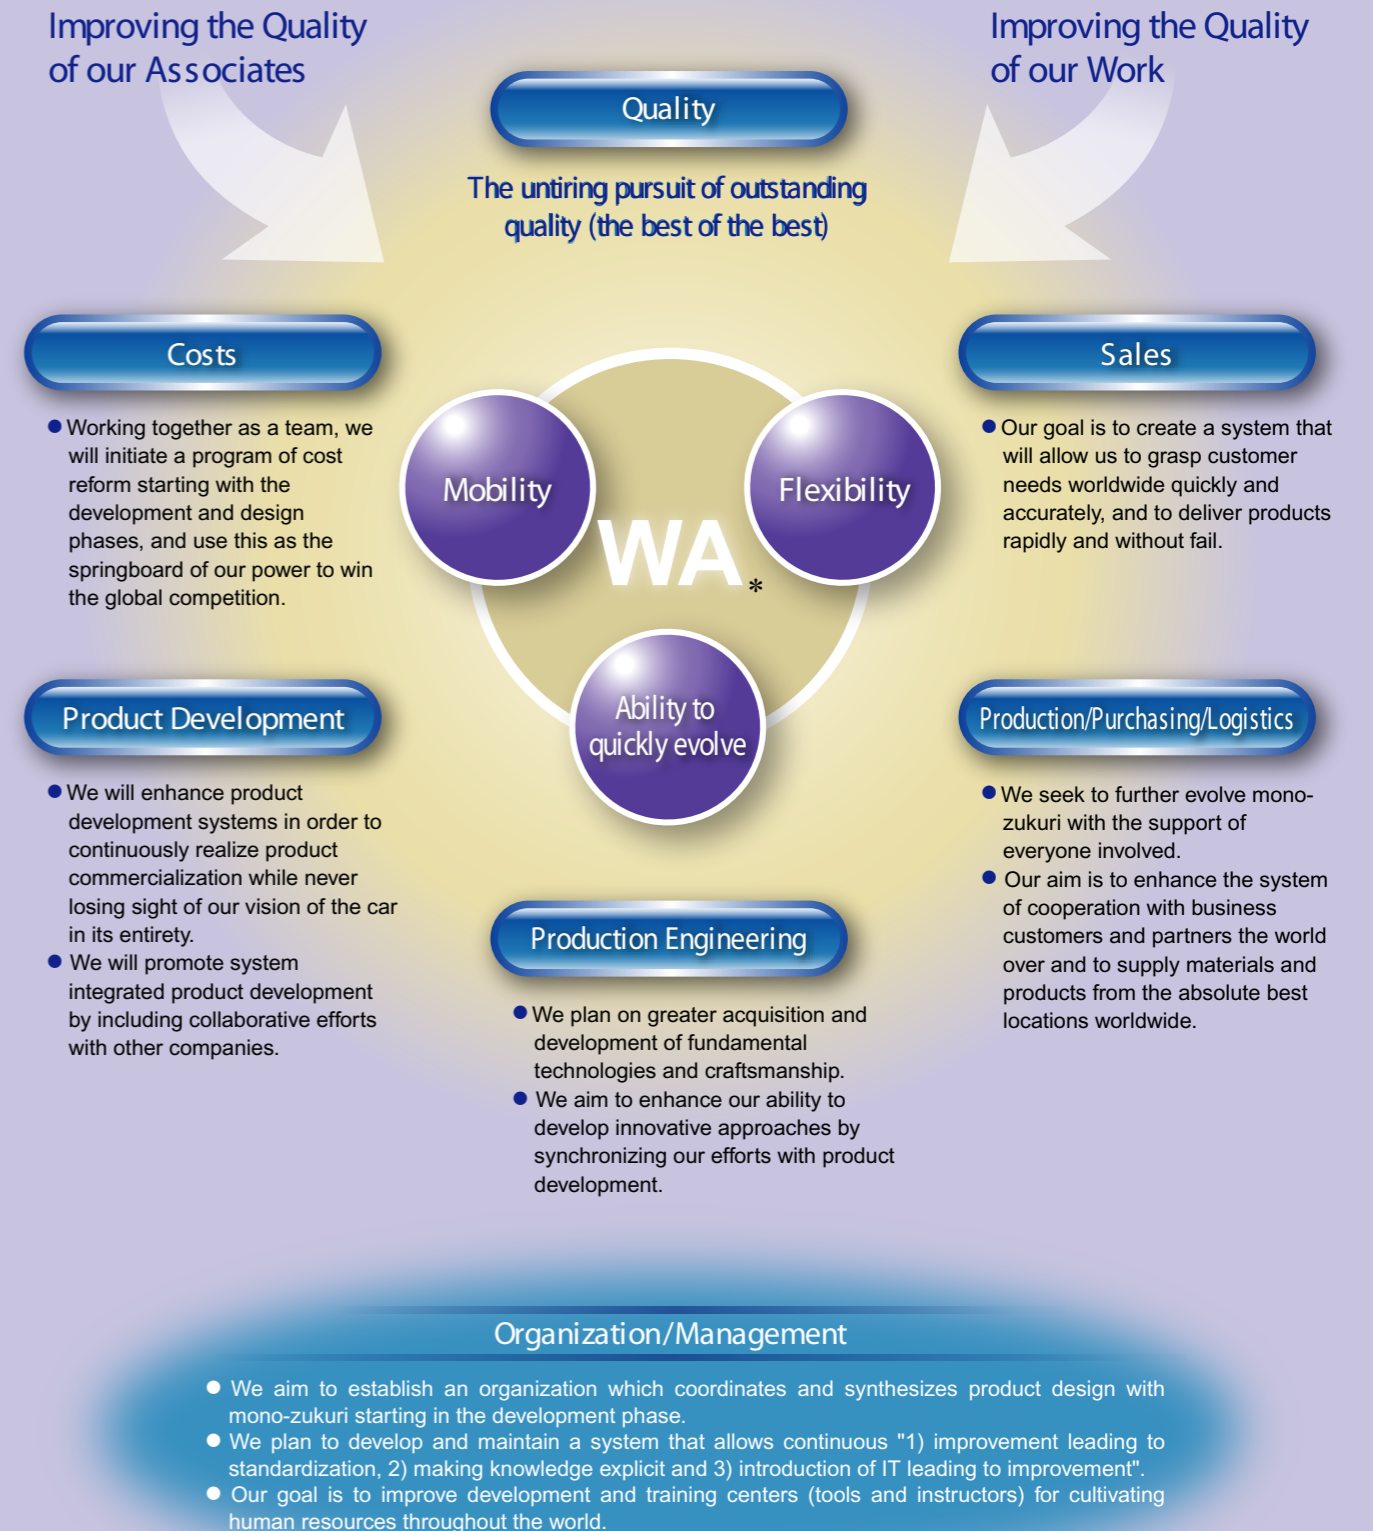 Improving the Quality
of our Associates
Improving the Quality
of our Work
Quality
The untiring pursuit of outstanding
quality (the best of the best)
Costs
● Working together as a team, we
will initiate a program of cost
reform starting with the
development and design
phases, and use this as the
springboard of our power to win
the global competition.
Sales
● Our goal is to create a system that
will allow us to grasp customer
needs worldwide quickly and
accurately, and to deliver products
rapidly and without fail.
Mobility
Flexibility
WA*
Ability to
quickly evolve
Product Development
● We will enhance product
development systems in order to
continuously realize product
commercialization while never
losing sight of our vision of the car
in its entirety.
● We will promote system
integrated product development
by including collaborative efforts
with other companies.
Production/Purchasing/Logistics
● We seek to further evolve mono-
zukuri with the support of
everyone involved.
● Our aim is to enhance the system
of cooperation with business
customers and partners the world
over and to supply materials and
products from the absolute best
locations worldwide.
Production Engineering
● We plan on greater acquisition and
development of fundamental
technologies and craftsmanship.
● We aim to enhance our ability to
develop innovative approaches by
synchronizing our efforts with product
development.
Organization/Management
● We aim to establish an organization which coordinates and synthesizes product design with
mono-zukuri starting in the development phase.
● We plan to develop and maintain a system that allows continuous "1) improvement leading to
standardization, 2) making knowledge explicit and 3) introduction of IT leading to improvement".
● Our goal is to improve development and training centers (tools and instructors) for cultivating
human resources throughout the world.